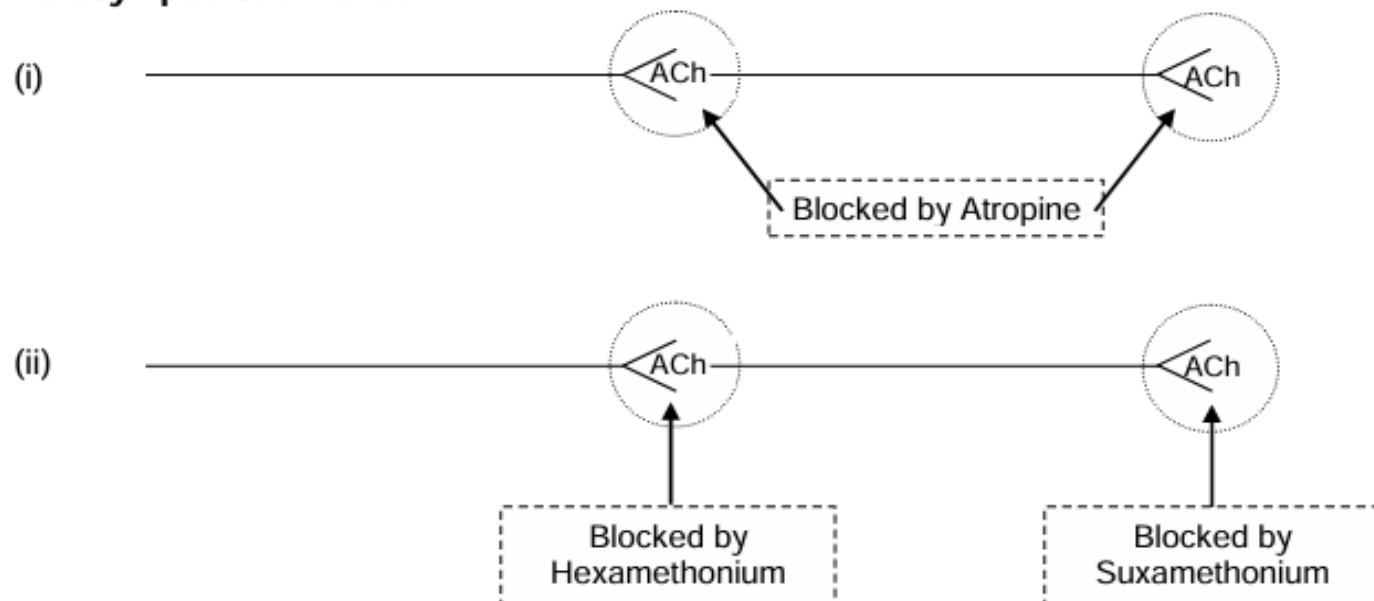 (i)
ACh
ACh
Blocked by Atropine
(ii)
ACh
ACh
Blocked by
Hexamethonium
Blocked by
Suxamethonium